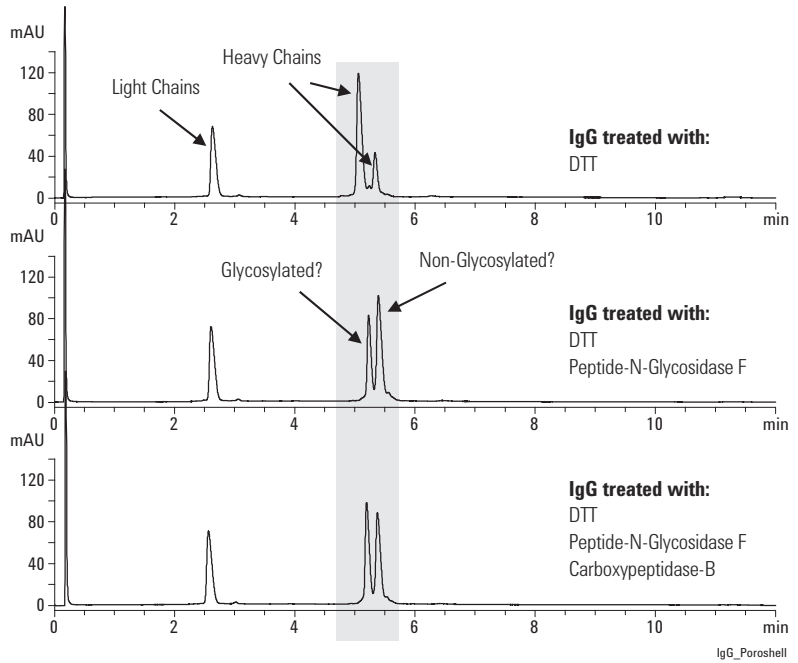 mAU
120
80
40
0
Light Chains
Heavy Chains
IgG treated with:
DTT
0 2 4 6 8 10 min
mAU
120
80
40
0
Glycosylated?
Non-Glycosylated?
IgG treated with:
DTT
Peptide-N-Glycosidase F
0 2 4 6 8 10 min
mAU
120
80
40
0
IgG treated with:
DTT
Peptide-N-Glycosidase F
Carboxypeptidase-B
0 2 4 6 8 10 min
IgG_Poroshell